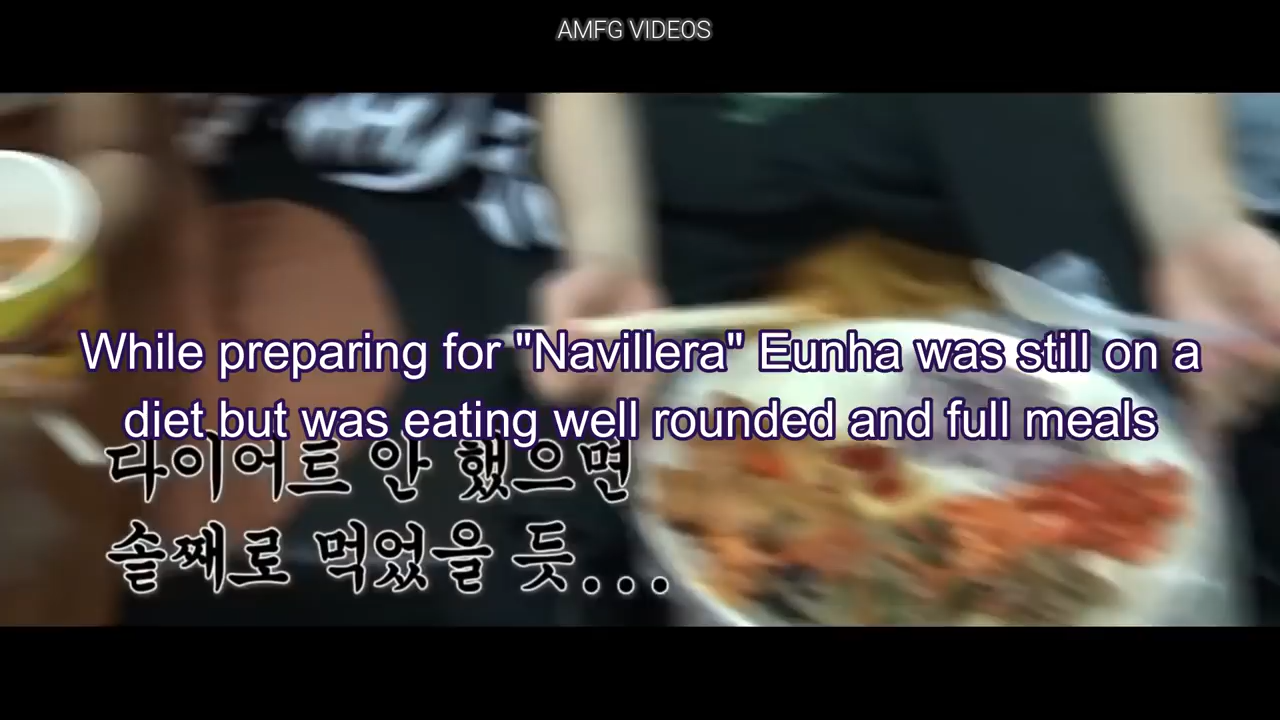 AMFG VIDEOS
While preparing for "Navillera" Eunha was still on a
diet but was eating well rounded and full meals
다이어트 안 했으면
솥째로 먹었을 듯...